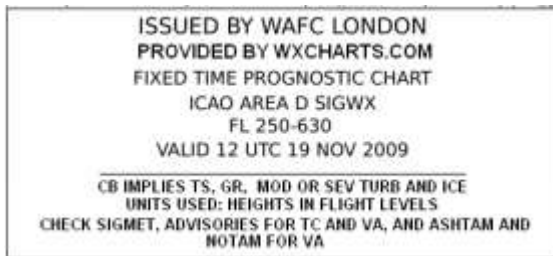 ISSUED BY WAFC LONDON
PROVIDED BY WXCHARTS.COM
FIXED TIME PROGNOSTIC CHART
ICAO AREA D SIGWX
FL 250-630
VALID 12 UTC 19 NOV 2009
CB IMPLIES TS, GR, MOD OR SEV TURB AND ICE
UNITS USED: HEIGHTS IN FLIGHT LEVELS
CHECK SIGMET, ADVISORIES FOR TC AND VA, AND ASHTAM AND
NOTAM FOR VA